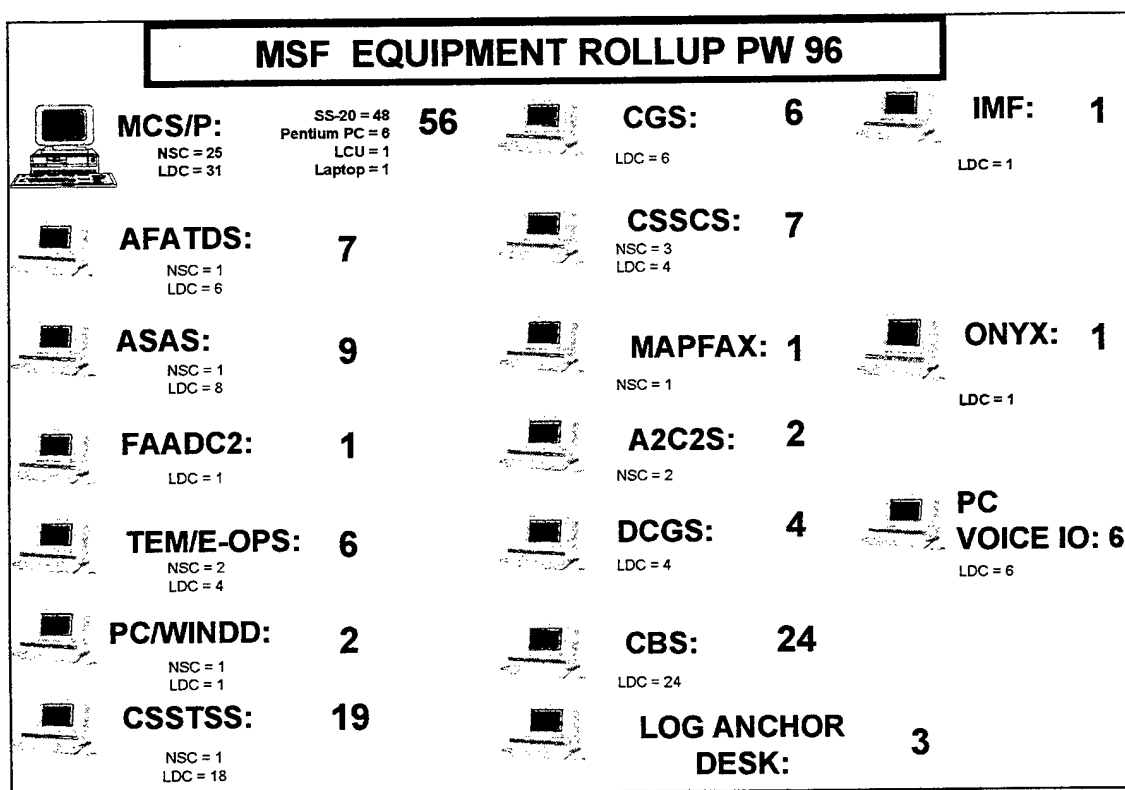 MSF EQUIPMENT ROLLUP PW 96
MCS/P: 56
NSC = 25
LDC = 31
SS-20 = 48
Pentium PC = 6
LCU = 1
Laptop = 1
AFATDS: 7
NSC = 1
LDC = 6
ASAS: 9
NSC = 1
LDC = 8
FAADC2: 1
LDC = 1
TEM/E-OPS: 6
NSC = 2
LDC = 4
PC/WINDD: 2
NSC = 1
LDC = 1
CSSTSS: 19
NSC = 1
LDC = 18
CGS: 6
LDC = 6
CSSCS: 7
NSC = 3
LDC = 4
MAPFAX: 1
NSC = 1
A2C2S: 2
NSC = 2
DCGS: 4
LDC = 4
CBS: 24
LDC = 24
LOG ANCHOR
DESK: 3
IMF: 1
LDC = 1
ONYX: 1
LDC = 1
PC
VOICE IO: 6
LDC = 6